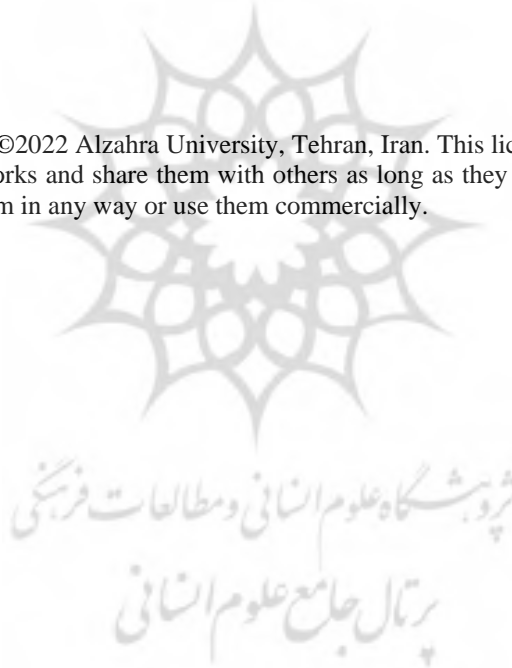 ©2022 Alzahra University, Tehran, Iran. This lic
orks and share them with others as long as they
m in any way or use them commercially.
پژوهشگاه علوم انسانی و مطالعات فرهنگی
پرتال جامع علوم انسانی